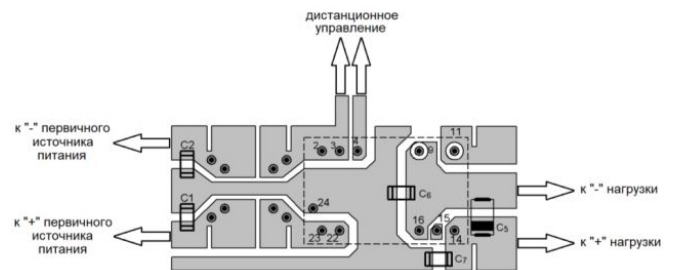 дистанционное
управление
к "-" первичного
источника
питания
C2
2 3 4 9 11
C6
к "-" нагрузки
C1
24
к "+" первичного
источника
питания
23 22
16 15 14
C5
к "+" нагрузки
C7